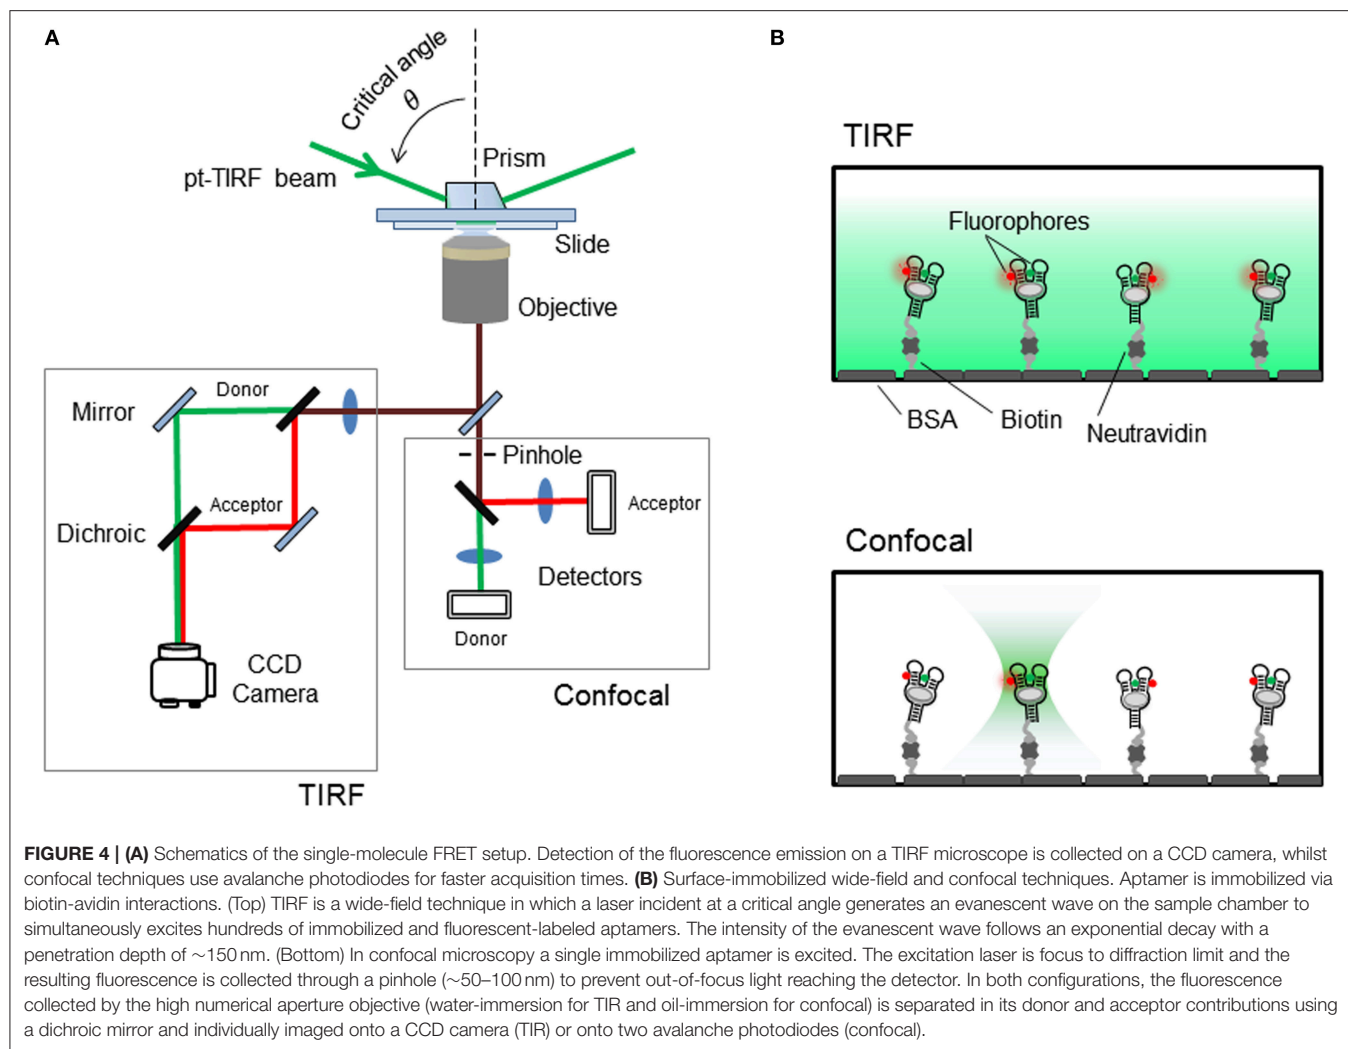 A
Critical angle
θ
pt-TIRF beam
Prism
Slide
Objective
Mirror
Donor
Dichroic
Acceptor
CCD
Camera
TIRF
Pinhole
Acceptor
Detectors
Donor
Confocal
B
TIRF
Fluorophores
BSA
Biotin
Neutravidin
Confocal
FIGURE 4 | (A) Schematics of the single-molecule FRET setup. Detection of the fluorescence emission on a TIRF microscope is collected on a CCD camera, whilst
confocal techniques use avalanche photodiodes for faster acquisition times. (B) Surface-immobilized wide-field and confocal techniques. Aptamer is immobilized via
biotin-avidin interactions. (Top) TIRF is a wide-field technique in which a laser incident at a critical angle generates an evanescent wave on the sample chamber to
simultaneously excites hundreds of immobilized and fluorescent-labeled aptamers. The intensity of the evanescent wave follows an exponential decay with a
penetration depth of ∼150 nm. (Bottom) In confocal microscopy a single immobilized aptamer is excited. The excitation laser is focus to diffraction limit and the
resulting fluorescence is collected through a pinhole (∼50–100 nm) to prevent out-of-focus light reaching the detector. In both configurations, the fluorescence
collected by the high numerical aperture objective (water-immersion for TIR and oil-immersion for confocal) is separated in its donor and acceptor contributions using
a dichroic mirror and individually imaged onto a CCD camera (TIR) or onto two avalanche photodiodes (confocal).